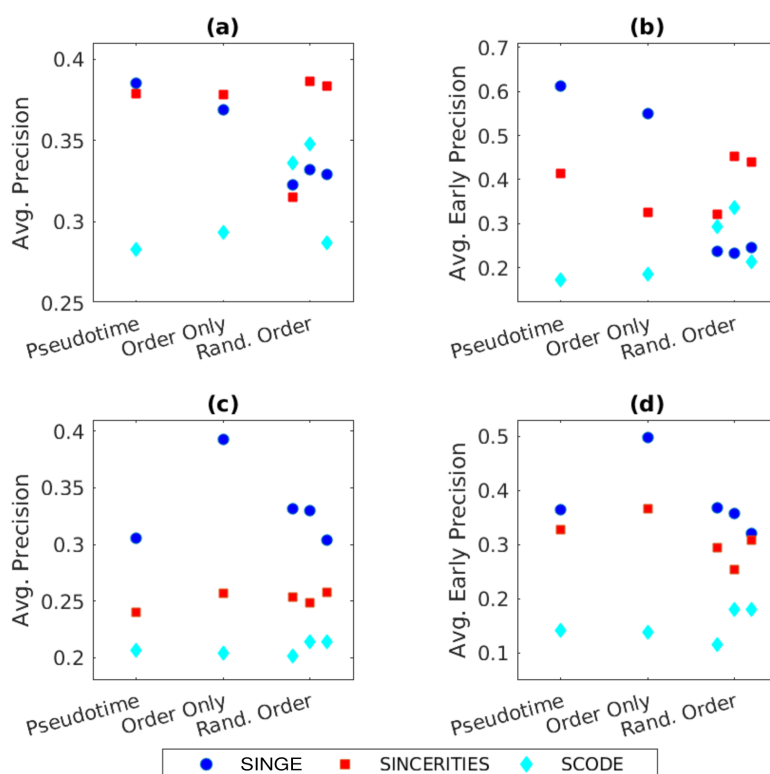 (a)
Avg. Precision
0.4
0.35
0.3
0.25
Pseudotime
Order Only
Rand. Order
(b)
Avg. Early Precision
0.7
0.6
0.5
0.4
0.3
0.2
Pseudotime
Order Only
Rand. Order
(c)
Avg. Precision
0.4
0.35
0.3
0.25
0.2
Pseudotime
Order Only
Rand. Order
(d)
Avg. Early Precision
0.5
0.4
0.3
0.2
0.1
Pseudotime
Order Only
Rand. Order
SINGE SINCERITIES SCODE